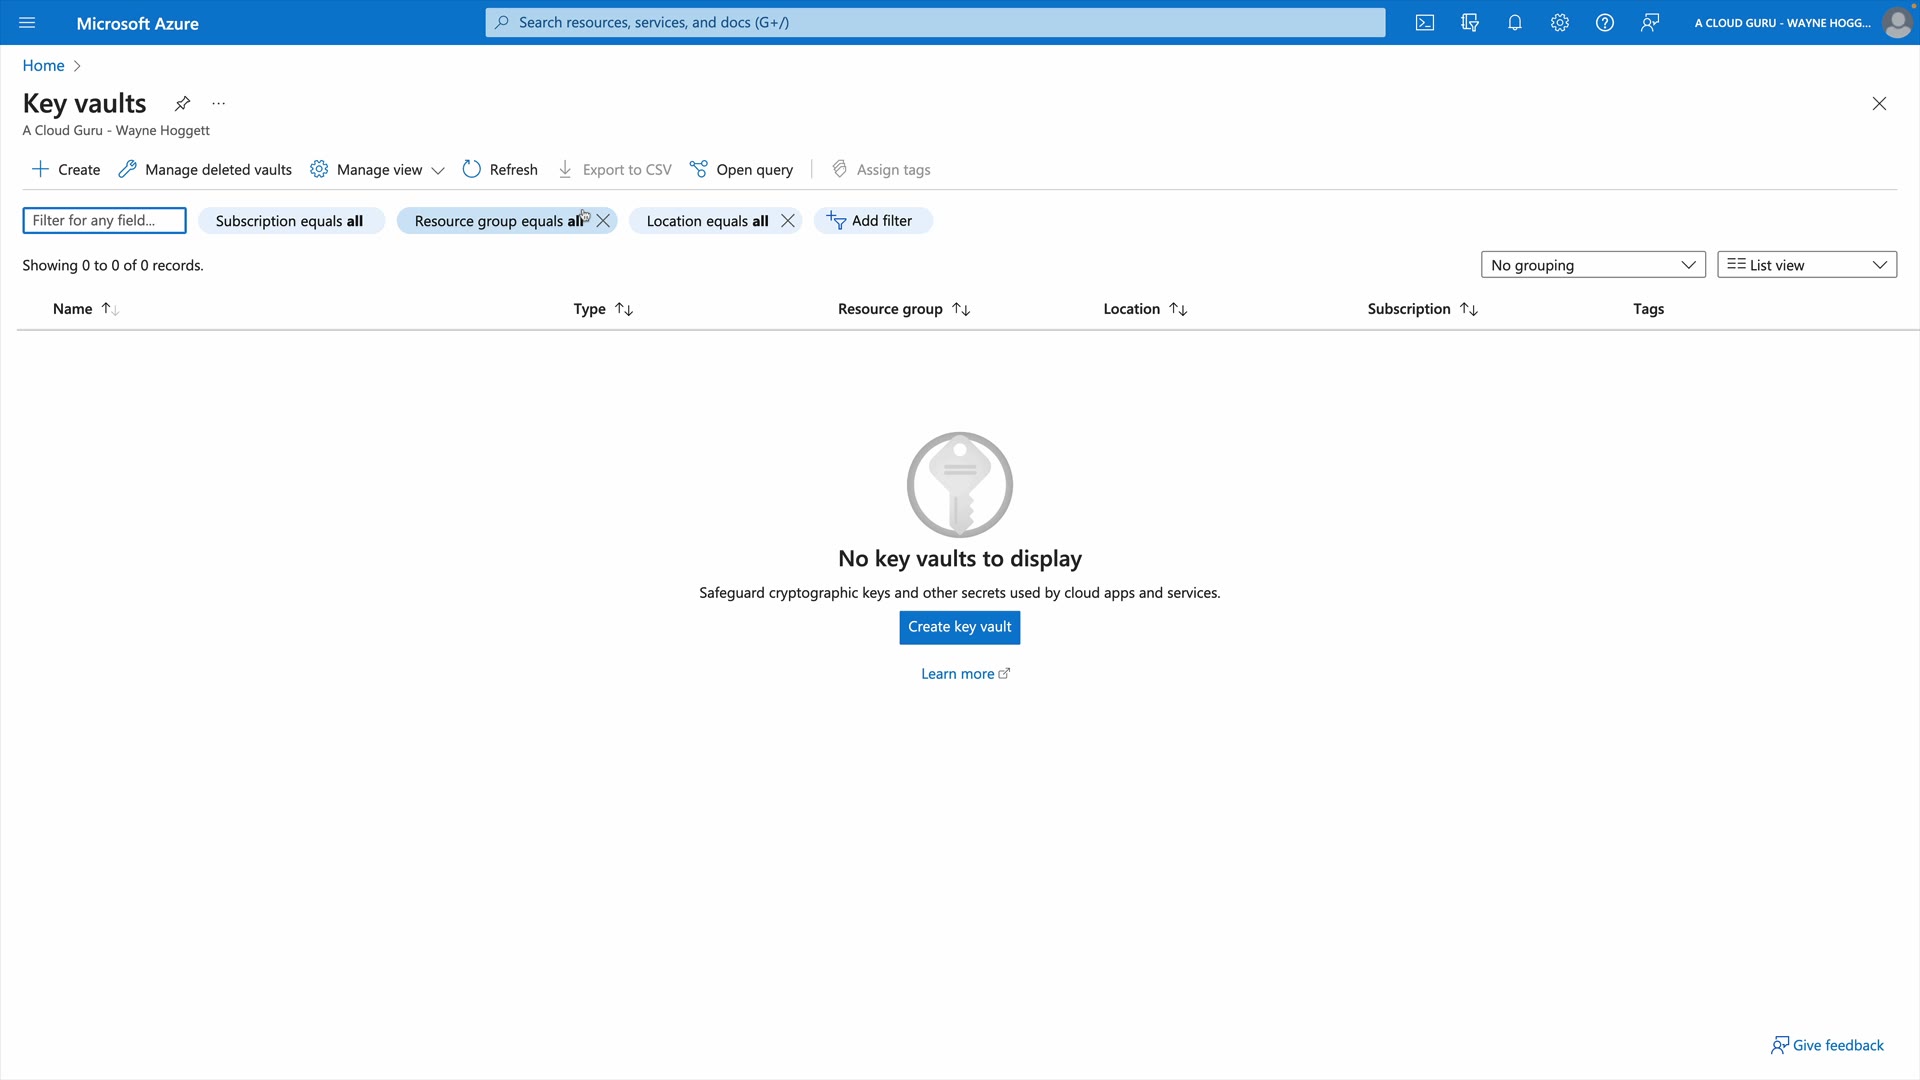 Microsoft Azure
Search resources, services, and docs (G+/)
A CLOUD GURU - WAYNE HOGG...
Home
Key vaults
A Cloud Guru - Wayne Hoggett
Create
Manage deleted vaults
Manage view
Refresh
Export to CSV
Open query
Assign tags
Filter for any field...
Subscription equals all
Resource group equals all
Location equals all
Add filter
Showing 0 to 0 of 0 records.
No grouping
List view
Name
Type
Resource group
Location
Subscription
Tags
No key vaults to display
Safeguard cryptographic keys and other secrets used by cloud apps and services.
Create key vault
Learn more
Give feedback